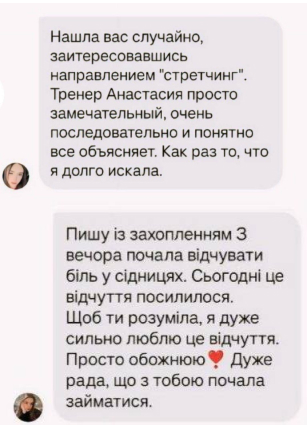 Нашла вас случайно,
заитересовавшись
направлением "стретчинг".
Тренер Анастасия просто
замечательный, очень
последовательно и понятно
все объясняет. Как раз то, что
я долго искала.
Пишу із захопленням З
вечора почала відчувати
біль у сідницях. Сьогодні це
відчуття посилилося.
Щоб ти розуміла, я дуже
сильно люблю це відчуття.
Просто обожнюю❣️ Дуже
рада, що з тобою почала
займатися.